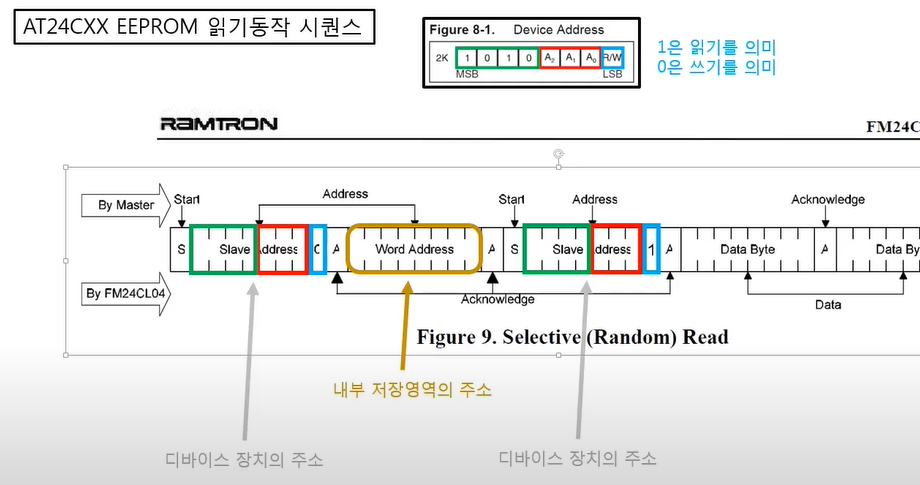 AT24CXX EEPROM 읽기동작 시퀀스
Figure 8-1. Device Address
2K 1 0 1 0 A2 A1 A0 R/W
MSB LSB
1은 읽기를 의미
0은 쓰기를 의미
RAMTRON
FM24C
By Master
Start Address Start Address Acknowledge
S Slave Address 0 A Word Address A S Slave Address 1 A Data Byte A Data By
By FM24CL04
Acknowledge
Data
Figure 9. Selective (Random) Read
내부 저장영역의 주소
디바이스 장치의 주소
디바이스 장치의 주소